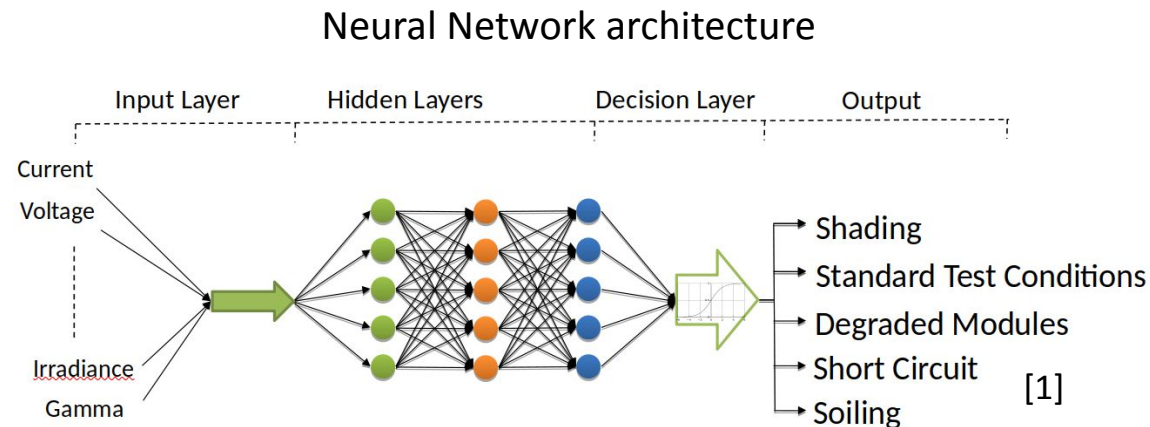 Neural Network architecture
Input Layer
Hidden Layers
Decision Layer
Output
Current
Voltage
Irradiance
Gamma
Shading
Standard Test Conditions
Degraded Modules
Short Circuit
Soiling
[1]